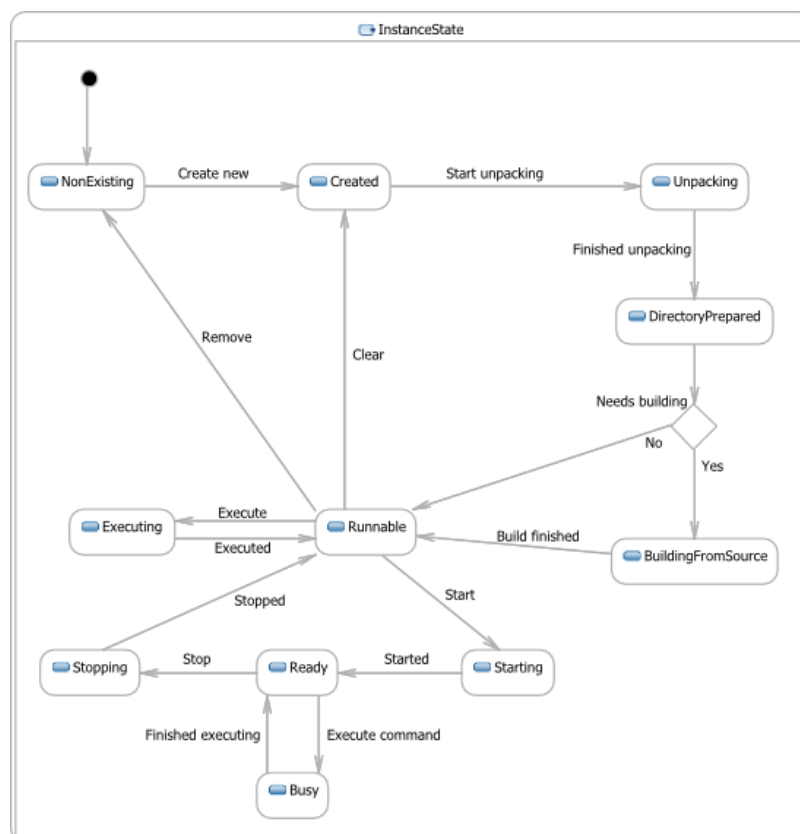 InstanceState
NonExisting
Create new
Created
Start unpacking
Unpacking
Finished unpacking
DirectoryPrepared
Remove
Clear
Needs building
No
Yes
Executing
Execute
Executed
Runnable
Build finished
BuildingFromSource
Stopped
Start
Stopping
Stop
Ready
Started
Starting
Finished executing
Execute command
Busy